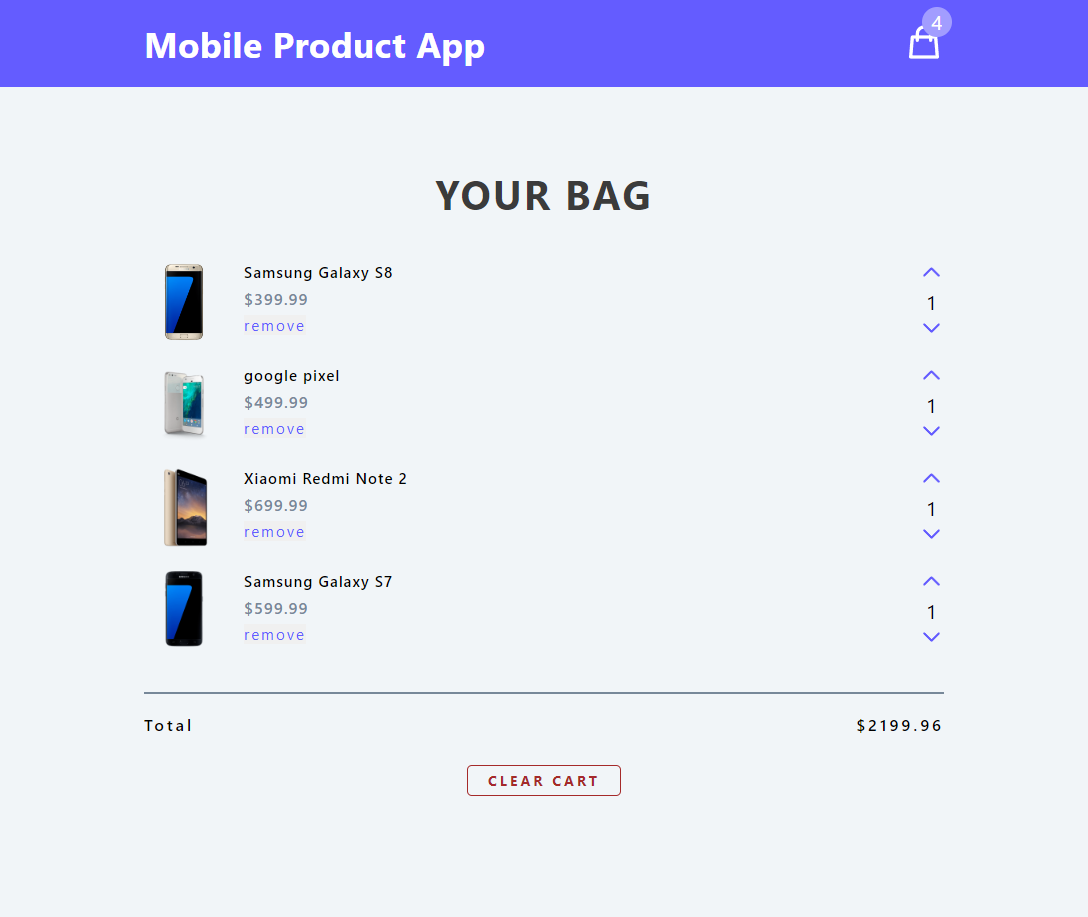 Mobile Product App
4
YOUR BAG
Samsung Galaxy S8
$399.99
remove
1
google pixel
$499.99
remove
1
Xiaomi Redmi Note 2
$699.99
remove
1
Samsung Galaxy S7
$599.99
remove
1
Total $2199.96
CLEAR CART